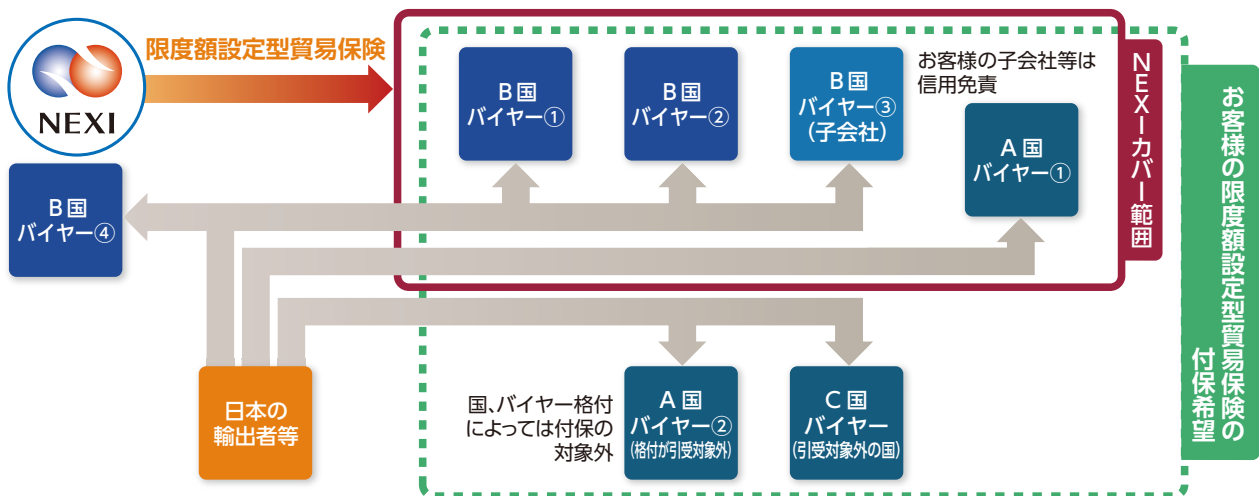 NEXI
限度額設定型貿易保険
B国
バイヤー①
B国
バイヤー②
B国
バイヤー③
(子会社)
お客様の子会社等は
信用免責
A国
バイヤー①
NEXIカバー範囲
お客様の限度額設定型貿易保険の
付保希望
B国
バイヤー④
日本の
輸出者等
国、バイヤー格付
によっては付保の
対象外
A国
バイヤー②
(格付が引受対象外)
C国
バイヤー
(引受対象外の国)